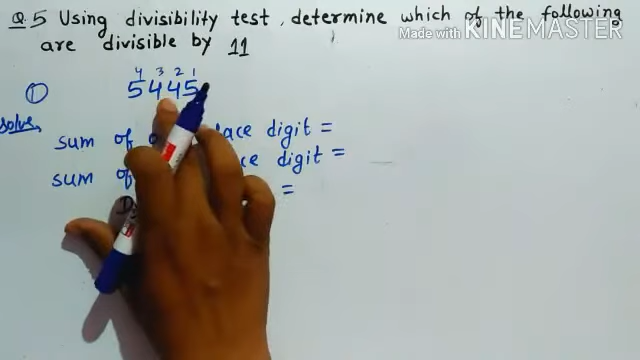 Q.5 Using divisibility test, determine which of the following
are divisible by 11
Made with KINEMASTER
4 3 2 1
① 5445
Solve,
sum of place digit =
sum of place digit =
=